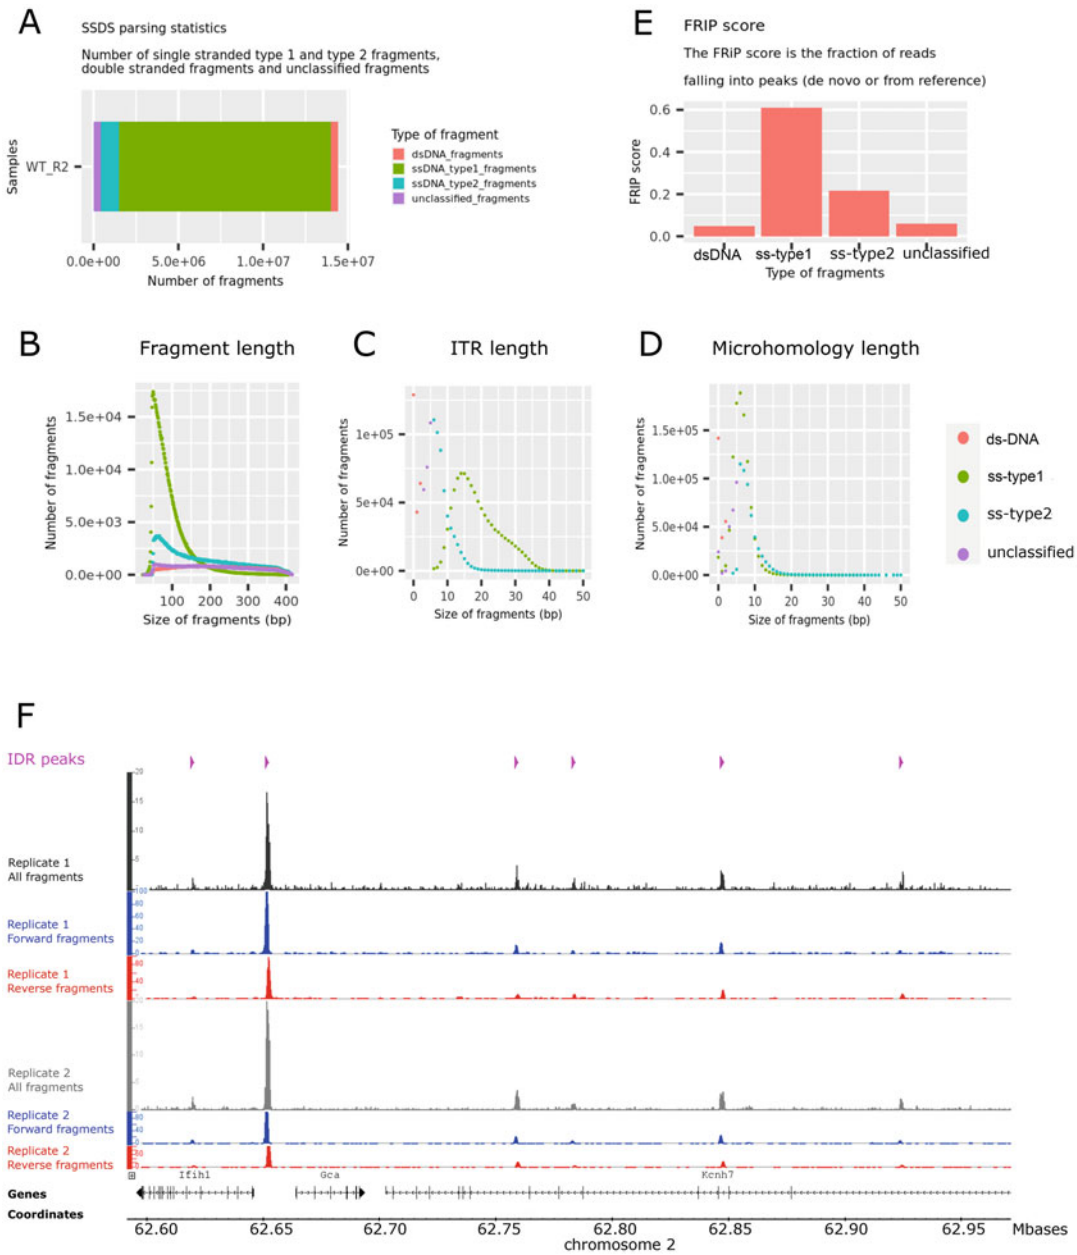 A
SSDS parsing statistics
Number of single stranded type 1 and type 2 fragments,
double stranded fragments and unclassified fragments
Samples
WT_R2
0.0e+00 5.0e+06 1.0e+07 1.5e+07
Number of fragments
Type of fragment
dsDNA_fragments
ssDNA_type1_fragments
ssDNA_type2_fragments
unclassified_fragments
E
FRIP score
The FRiP score is the fraction of reads
falling into peaks (de novo or from reference)
FRIP score
0.6
0.4
0.2
0.0
dsDNA ss-type1 ss-type2 unclassified
Type of fragments
B
Fragment length
Number of fragments
1.5e+04
1.0e+04
5.0e+03
0.0e+00
100 200 300 400
Size of fragments (bp)
C
ITR length
Number of fragments
1e+05
5e+04
0e+00
0 10 20 30 40 50
Size of fragments (bp)
D
Microhomology length
Number of fragments
1.5e+05
1.0e+05
5.0e+04
0.0e+00
0 10 20 30 40 50
Size of fragments (bp)
ds-DNA
ss-type1
ss-type2
unclassified
F
IDR peaks
20
15
10
5
Replicate 1
All fragments
100
80
60
40
20
Replicate 1
Forward fragments
80
40
Replicate 1
Reverse fragments
Replicate 2
All fragments
Replicate 2
Forward fragments
Replicate 2
Reverse fragments
Ifih1 Gca Kcnh7
Genes
Coordinates
62.60 62.65 62.70 62.75 62.80 62.85 62.90 62.95 Mbases
chromosome 2